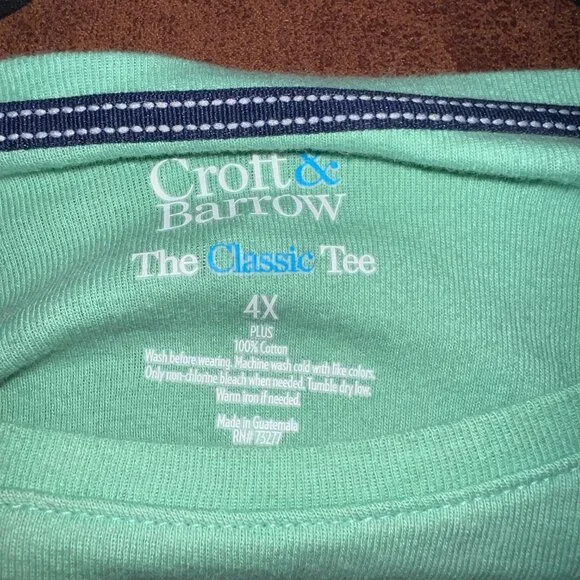 Croft &
Barrow
The Classic Tee
4X
PLUS
100% Cotton
Wash before wearing. Machine wash cold with like colors.
Only non-chlorine bleach when needed. Tumble dry low.
Warm iron if needed.
Made in Guatemala
RN# 73277